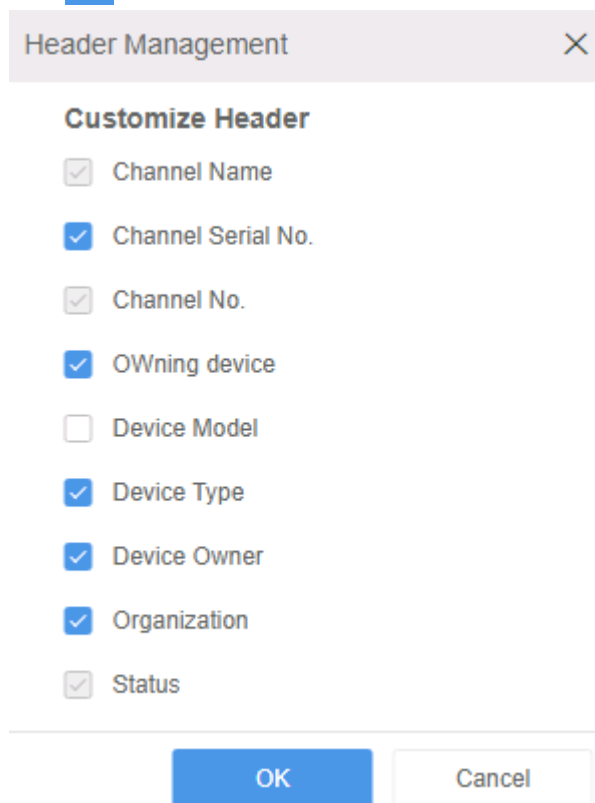 Header Management
Customize Header
Channel Name
Channel Serial No.
Channel No.
OWning device
Device Model
Device Type
Device Owner
Organization
Status
OK Cancel